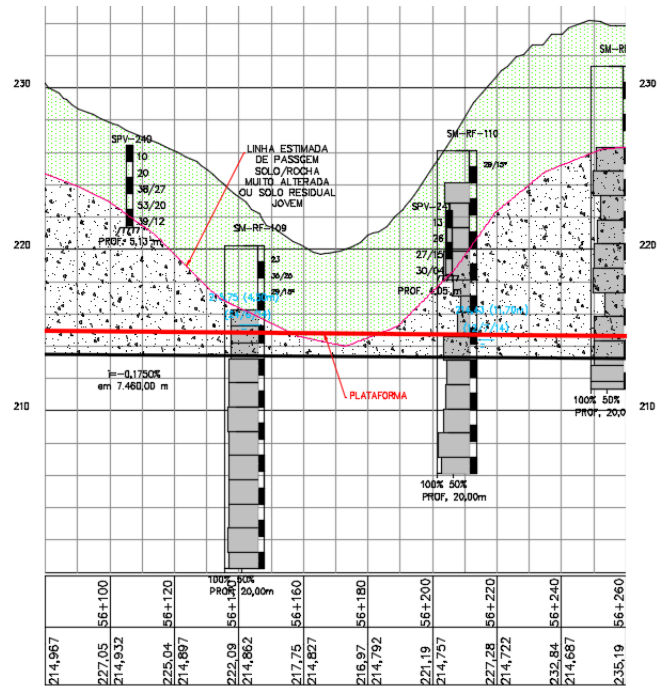 230
220
210
SPV-240
10
20
38/27
53/20
39/12
PROF. 5,13 m
LINHA ESTIMADA
DE PASSGEM
SOLO/ROCHA
MUITO ALTERADA
OU SOLO RESIDUAL
JOVEM
SM-RF-109
23
36/26
29/15"
SM-RF-110
29/15"
SPV-241
13
26
27/15
30/04
PROF. 4,05 m
(11,70m)
i=-0,1750%
em 7.460,00 m
PLATAFORMA
100% 50%
PROF, 20,00m
100% 50%
PROF, 20,00m
100% 50%
PROF, 20,0
SM-RF
56+100
56+120
56+140
56+160
56+180
56+200
56+220
56+240
56+260
214,967
227,05
214,932
225,04
214,897
222,09
214,862
217,75
214,827
216,97
214,792
221,19
214,757
227,28
214,722
232,84
214,687
235,19